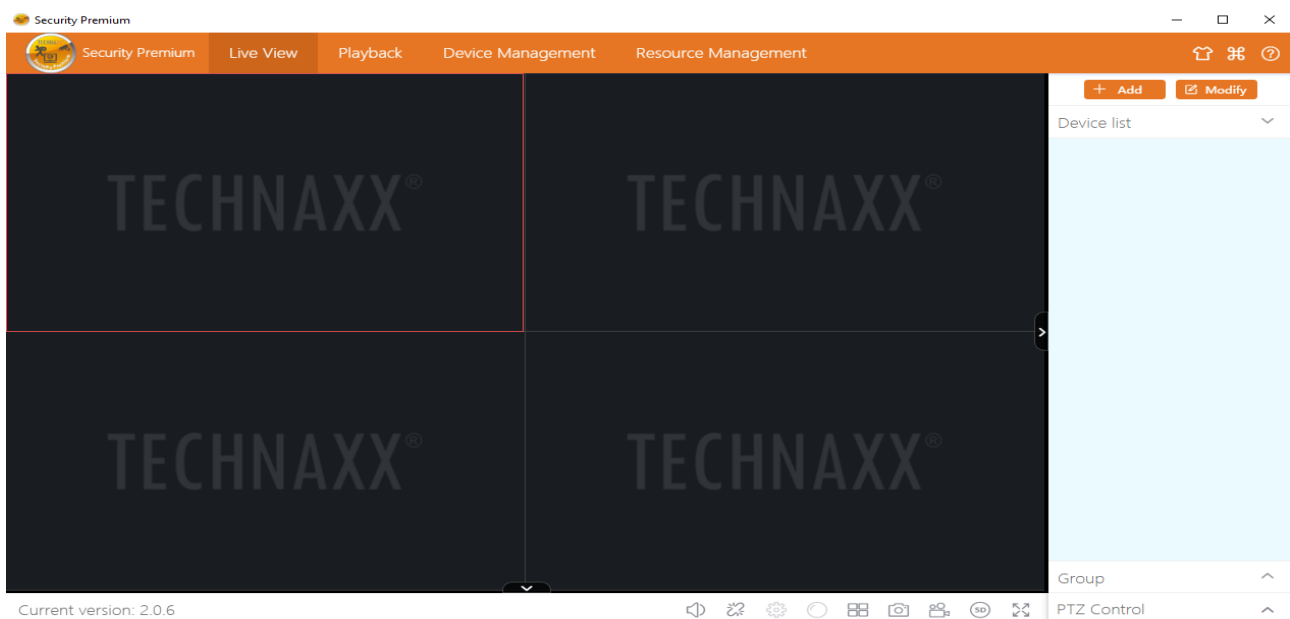 Security Premium
Security Premium Live View Playback Device Management Resource Management
+ Add Modify
Device list
TECHNAXX® TECHNAXX®
TECHNAXX® TECHNAXX®
Group
Current version: 2.0.6 SD PTZ Control